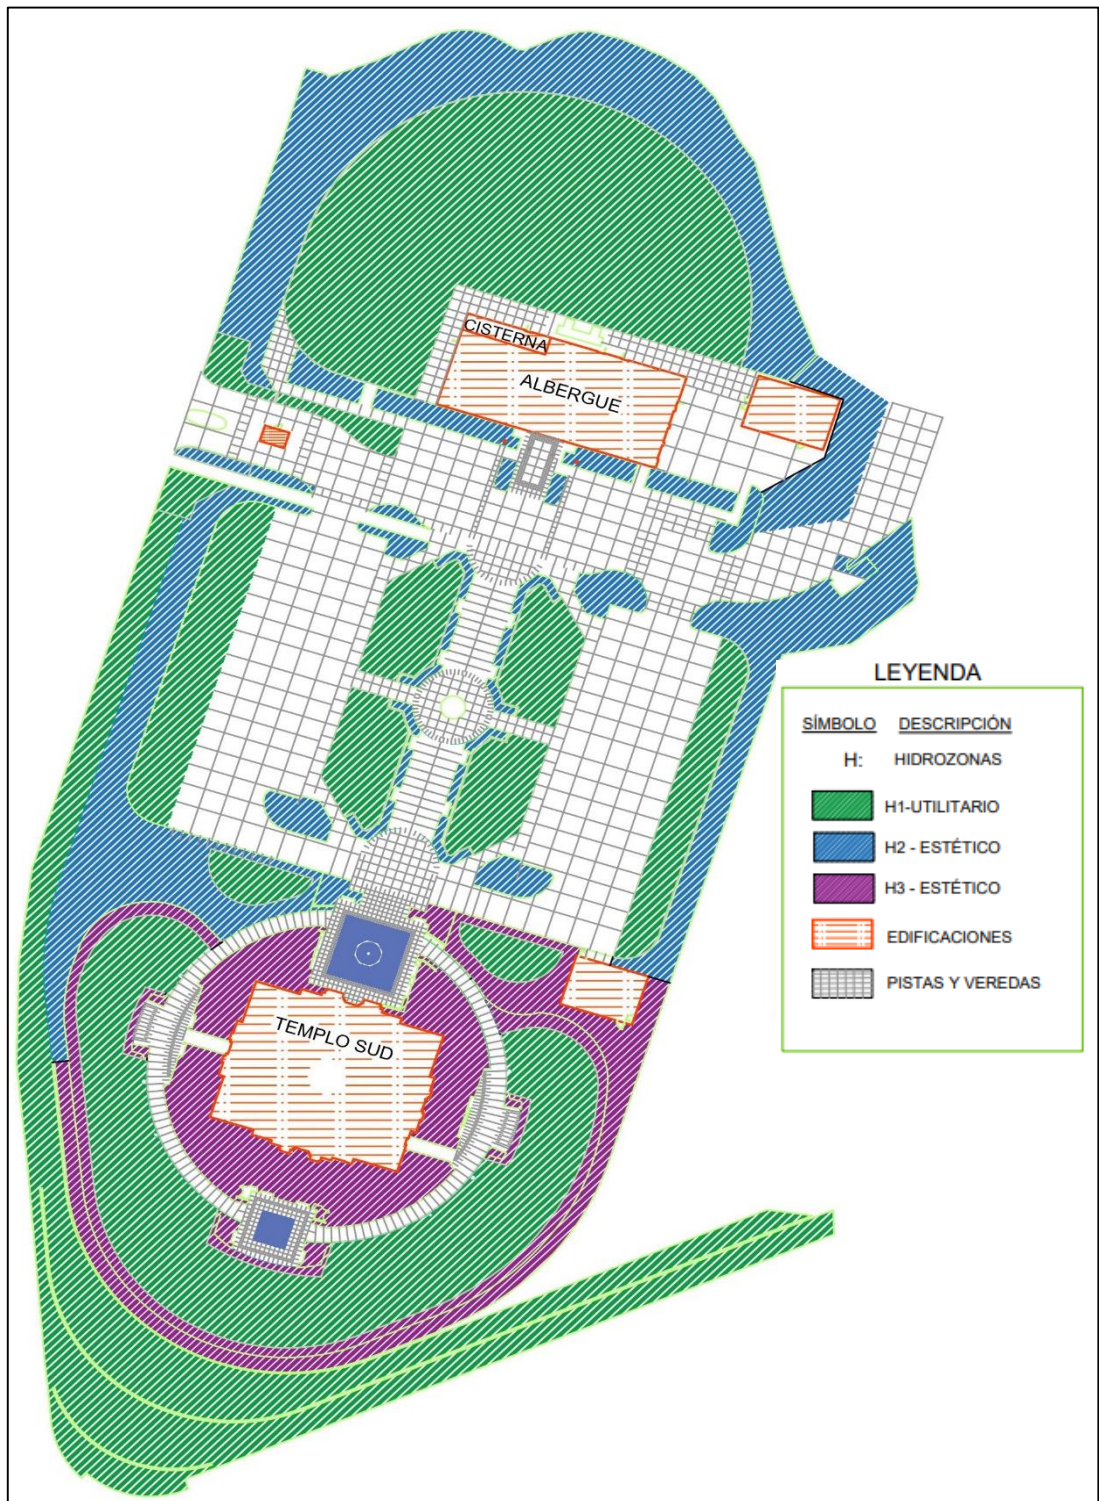 CISTERNA
ALBERGUE
LEYENDA
SÍMBOLO DESCRIPCIÓN
H: HIDROZONAS
H1-UTILITARIO
H2 - ESTÉTICO
H3 - ESTÉTICO
EDIFICACIONES
PISTAS Y VEREDAS
TEMPLO SUD